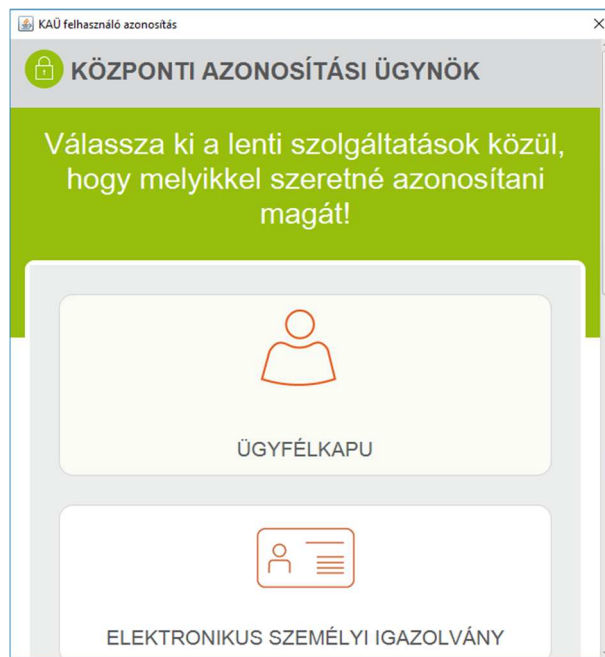 KAÜ felhasználó azonosítás
KÖZPONTI AZONOSÍTÁSI ÜGYNÖK
Válassza ki a lenti szolgáltatások közül,
hogy melyikkel szeretné azonosítani
magát!
ÜGYFÉLKAPU
ELEKTRONIKUS SZEMÉLYI IGAZOLVÁNY